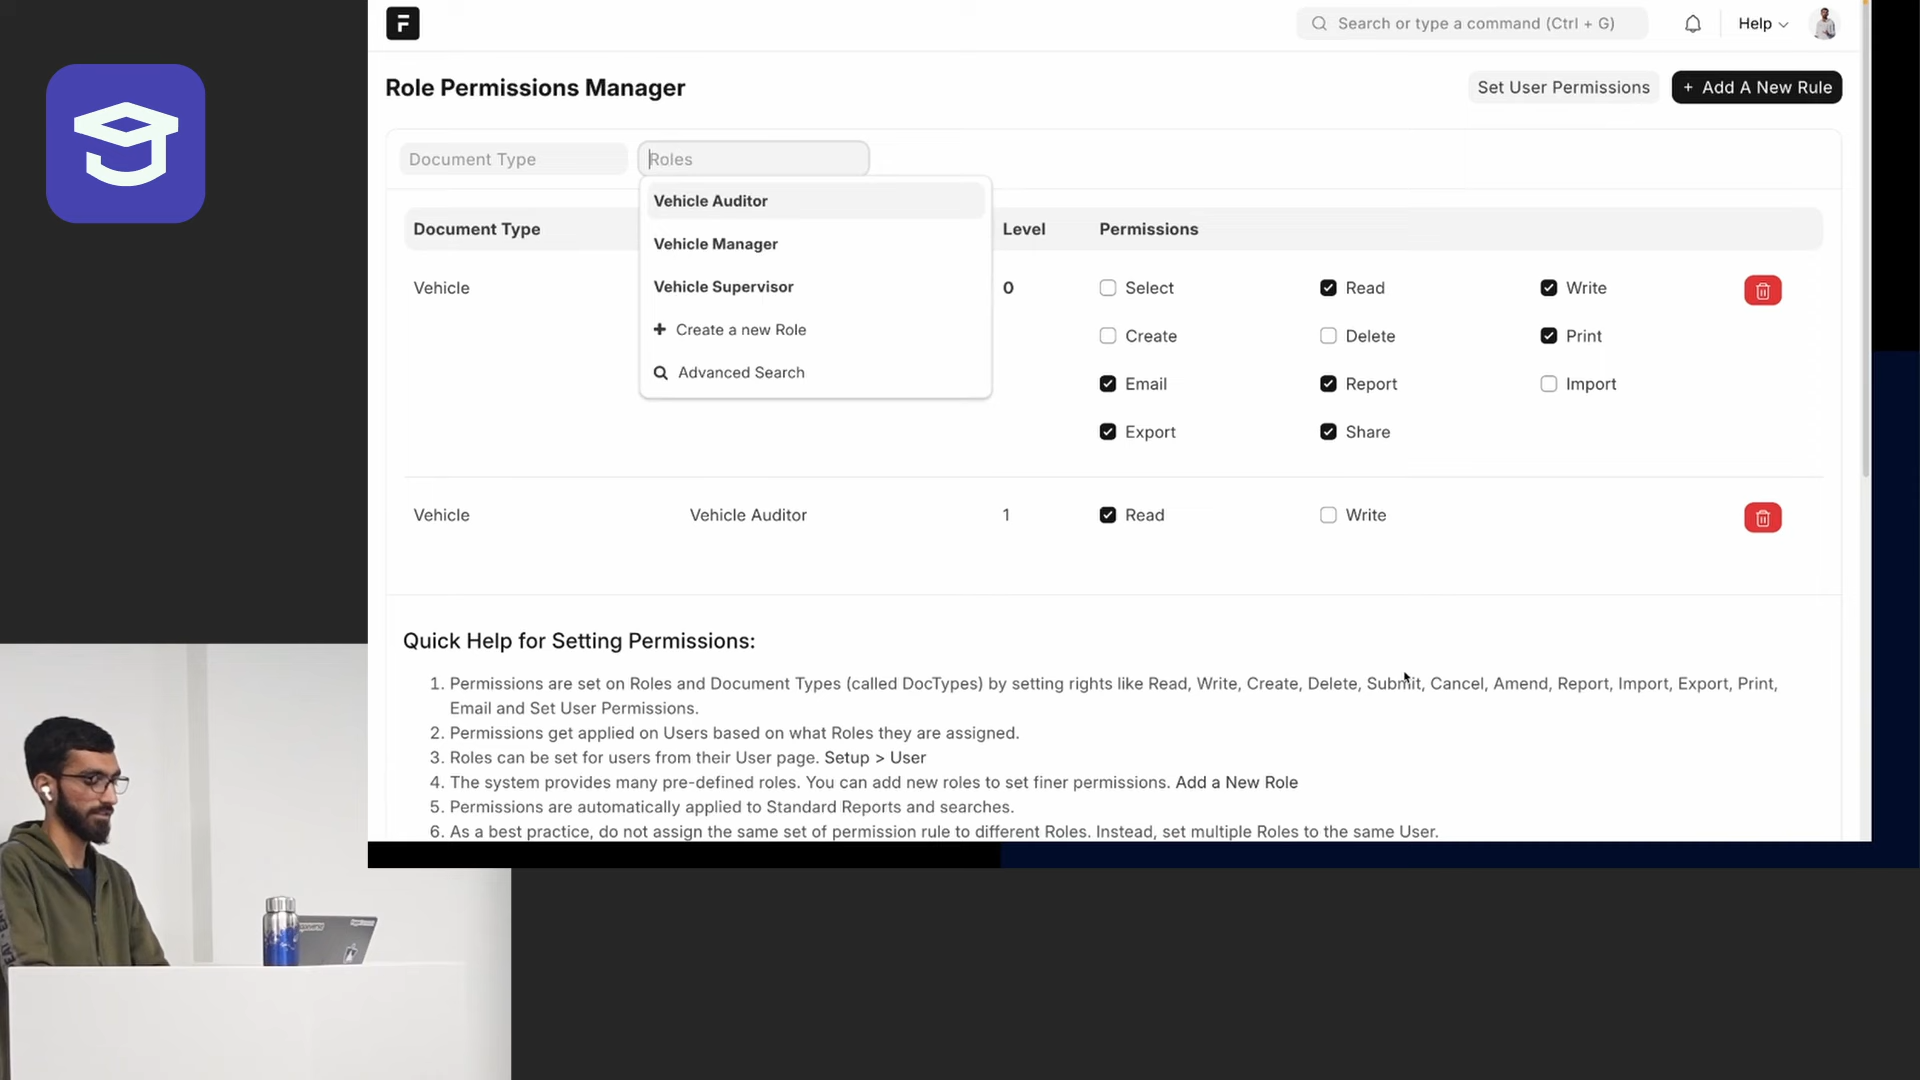 Search or type a command (Ctrl + G)
Help
Role Permissions Manager
Set User Permissions
+ Add A New Rule
Document Type
Roles
Vehicle Auditor
Vehicle Manager
Vehicle Supervisor
Create a new Role
Advanced Search
Document Type
Level
Permissions
Vehicle
0
Select
Read
Write
Create
Delete
Print
Email
Report
Import
Export
Share
Vehicle
Vehicle Auditor
1
Read
Write
Quick Help for Setting Permissions:
1. Permissions are set on Roles and Document Types (called DocTypes) by setting rights like Read, Write, Create, Delete, Submit, Cancel, Amend, Report, Import, Export, Print,
Email and Set User Permissions.
2. Permissions get applied on Users based on what Roles they are assigned.
3. Roles can be set for users from their User page. Setup > User
4. The system provides many pre-defined roles. You can add new roles to set finer permissions. Add a New Role
5. Permissions are automatically applied to Standard Reports and searches.
6. As a best practice, do not assign the same set of permission rule to different Roles. Instead, set multiple Roles to the same User.